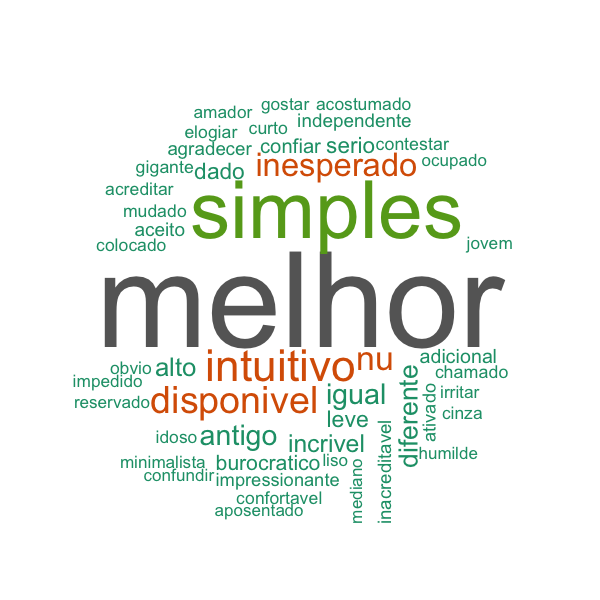 gostar acostumado
amador
curto independente
elogiar
agradecer confiar serio contestar
gigante dado inesperado ocupado
acreditar
simples
mudado
aceito
colocado
jovem
melhor
obvio alto intuitivo nu adicional
chamado
impedido
reservado disponivel igual diferente ativado irritar
cinza
leve
idoso antigo incrivel inacreditavel humilde
minimalista burocratico liso mediano
confundir impressionante
confortavel
aposentado